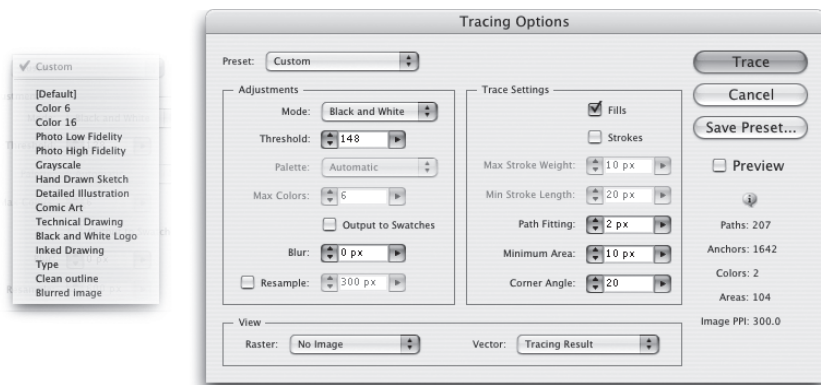 Custom
[Default]
Color 6
Color 16
Photo Low Fidelity
Photo High Fidelity
Grayscale
Hand Drawn Sketch
Detailed Illustration
Comic Art
Technical Drawing
Black and White Logo
Inked Drawing
Type
Clean outline
Blurred image
Tracing Options
Preset: Custom
Trace
Cancel
Save Preset...
Preview
Paths: 207
Anchors: 1642
Colors: 2
Areas: 104
Image PPI: 300.0
Adjustments
Mode: Black and White
Threshold: 148
Palette: Automatic
Max Colors: 6
Output to Swatches
Blur: 0 px
Resample: 300 px
Trace Settings
Fills
Strokes
Max Stroke Weight: 10 px
Min Stroke Length: 20 px
Path Fitting: 2 px
Minimum Area: 10 px
Corner Angle: 20
View
Raster: No Image
Vector: Tracing Result